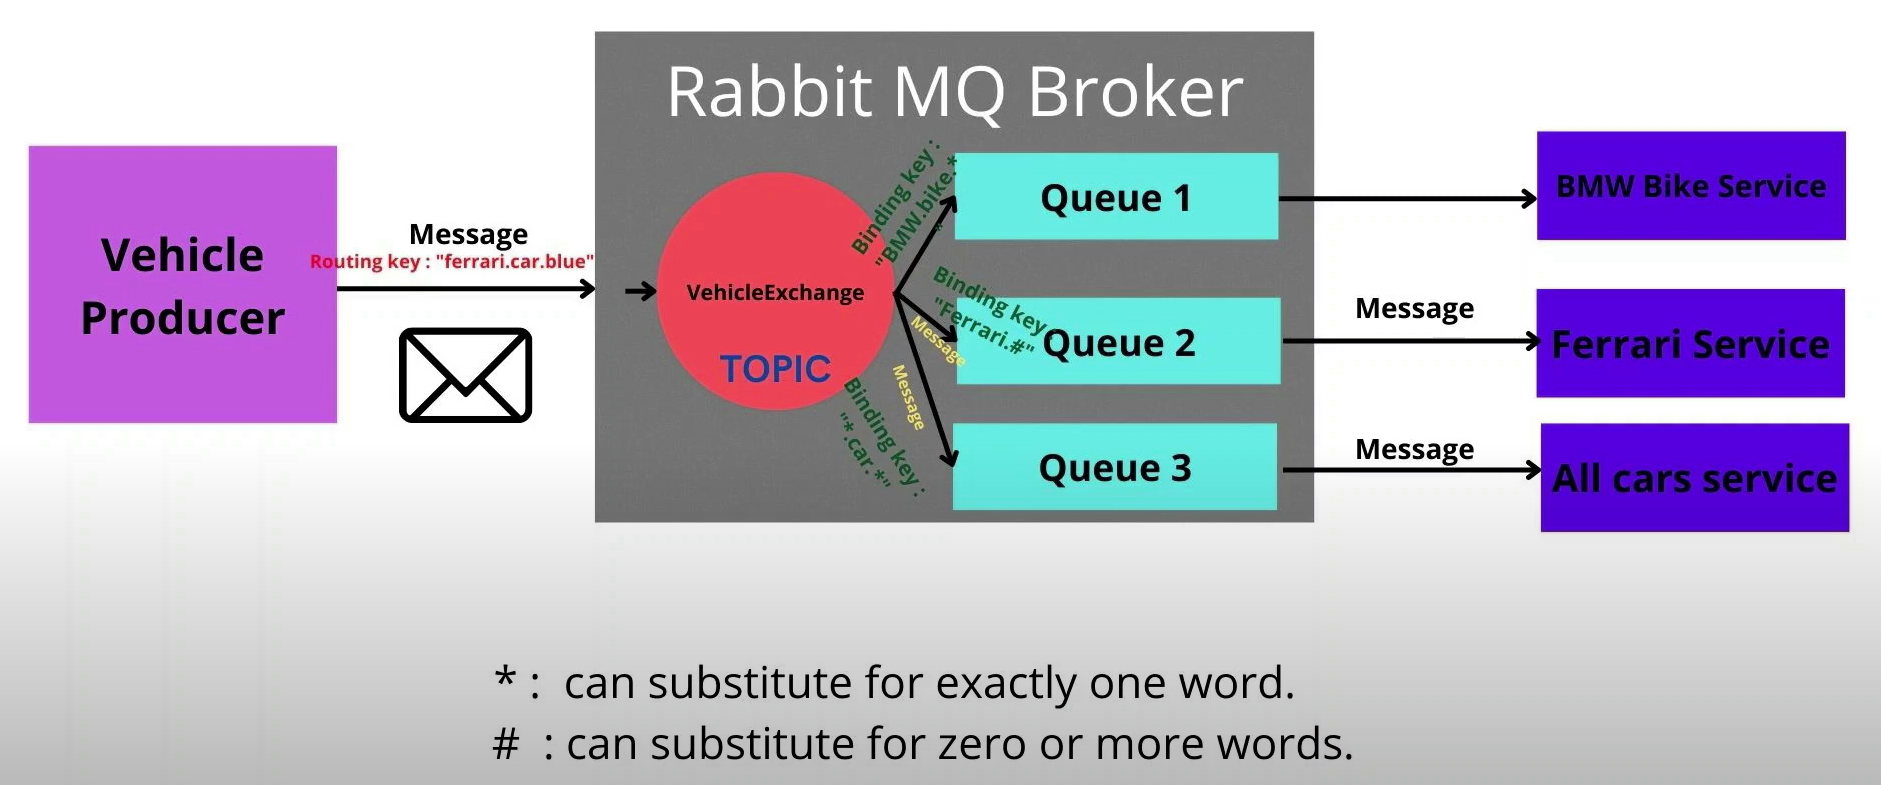 Rabbit MQ Broker
Vehicle
Producer
Message
Routing key : "ferrari.car.blue"
VehicleExchange
TOPIC
Binding key :
"BMW.bike.*
"
Queue 1
BMW Bike Service
Binding key :
"Ferrari.#"
Message
Queue 2
Message
Ferrari Service
Message
Binding key :
"*.car.*"
Queue 3
Message
All cars service
* : can substitute for exactly one word.
# : can substitute for zero or more words.